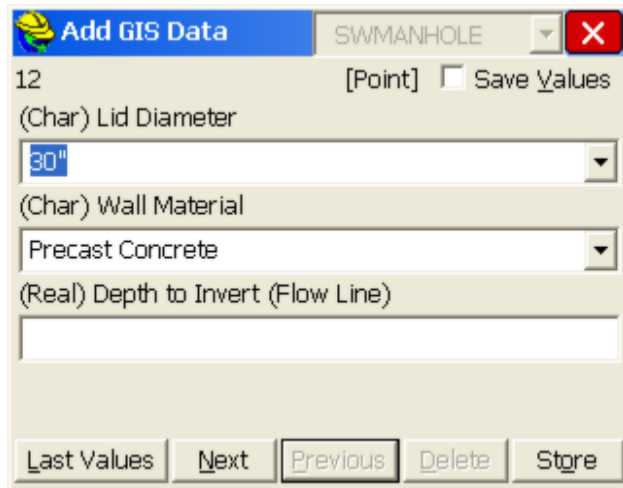 Add GIS Data SWMANHOLE
12 [Point] Save Values
(Char) Lid Diameter
30"
(Char) Wall Material
Precast Concrete
(Real) Depth to Invert (Flow Line)
Last Values Next Previous Delete Store